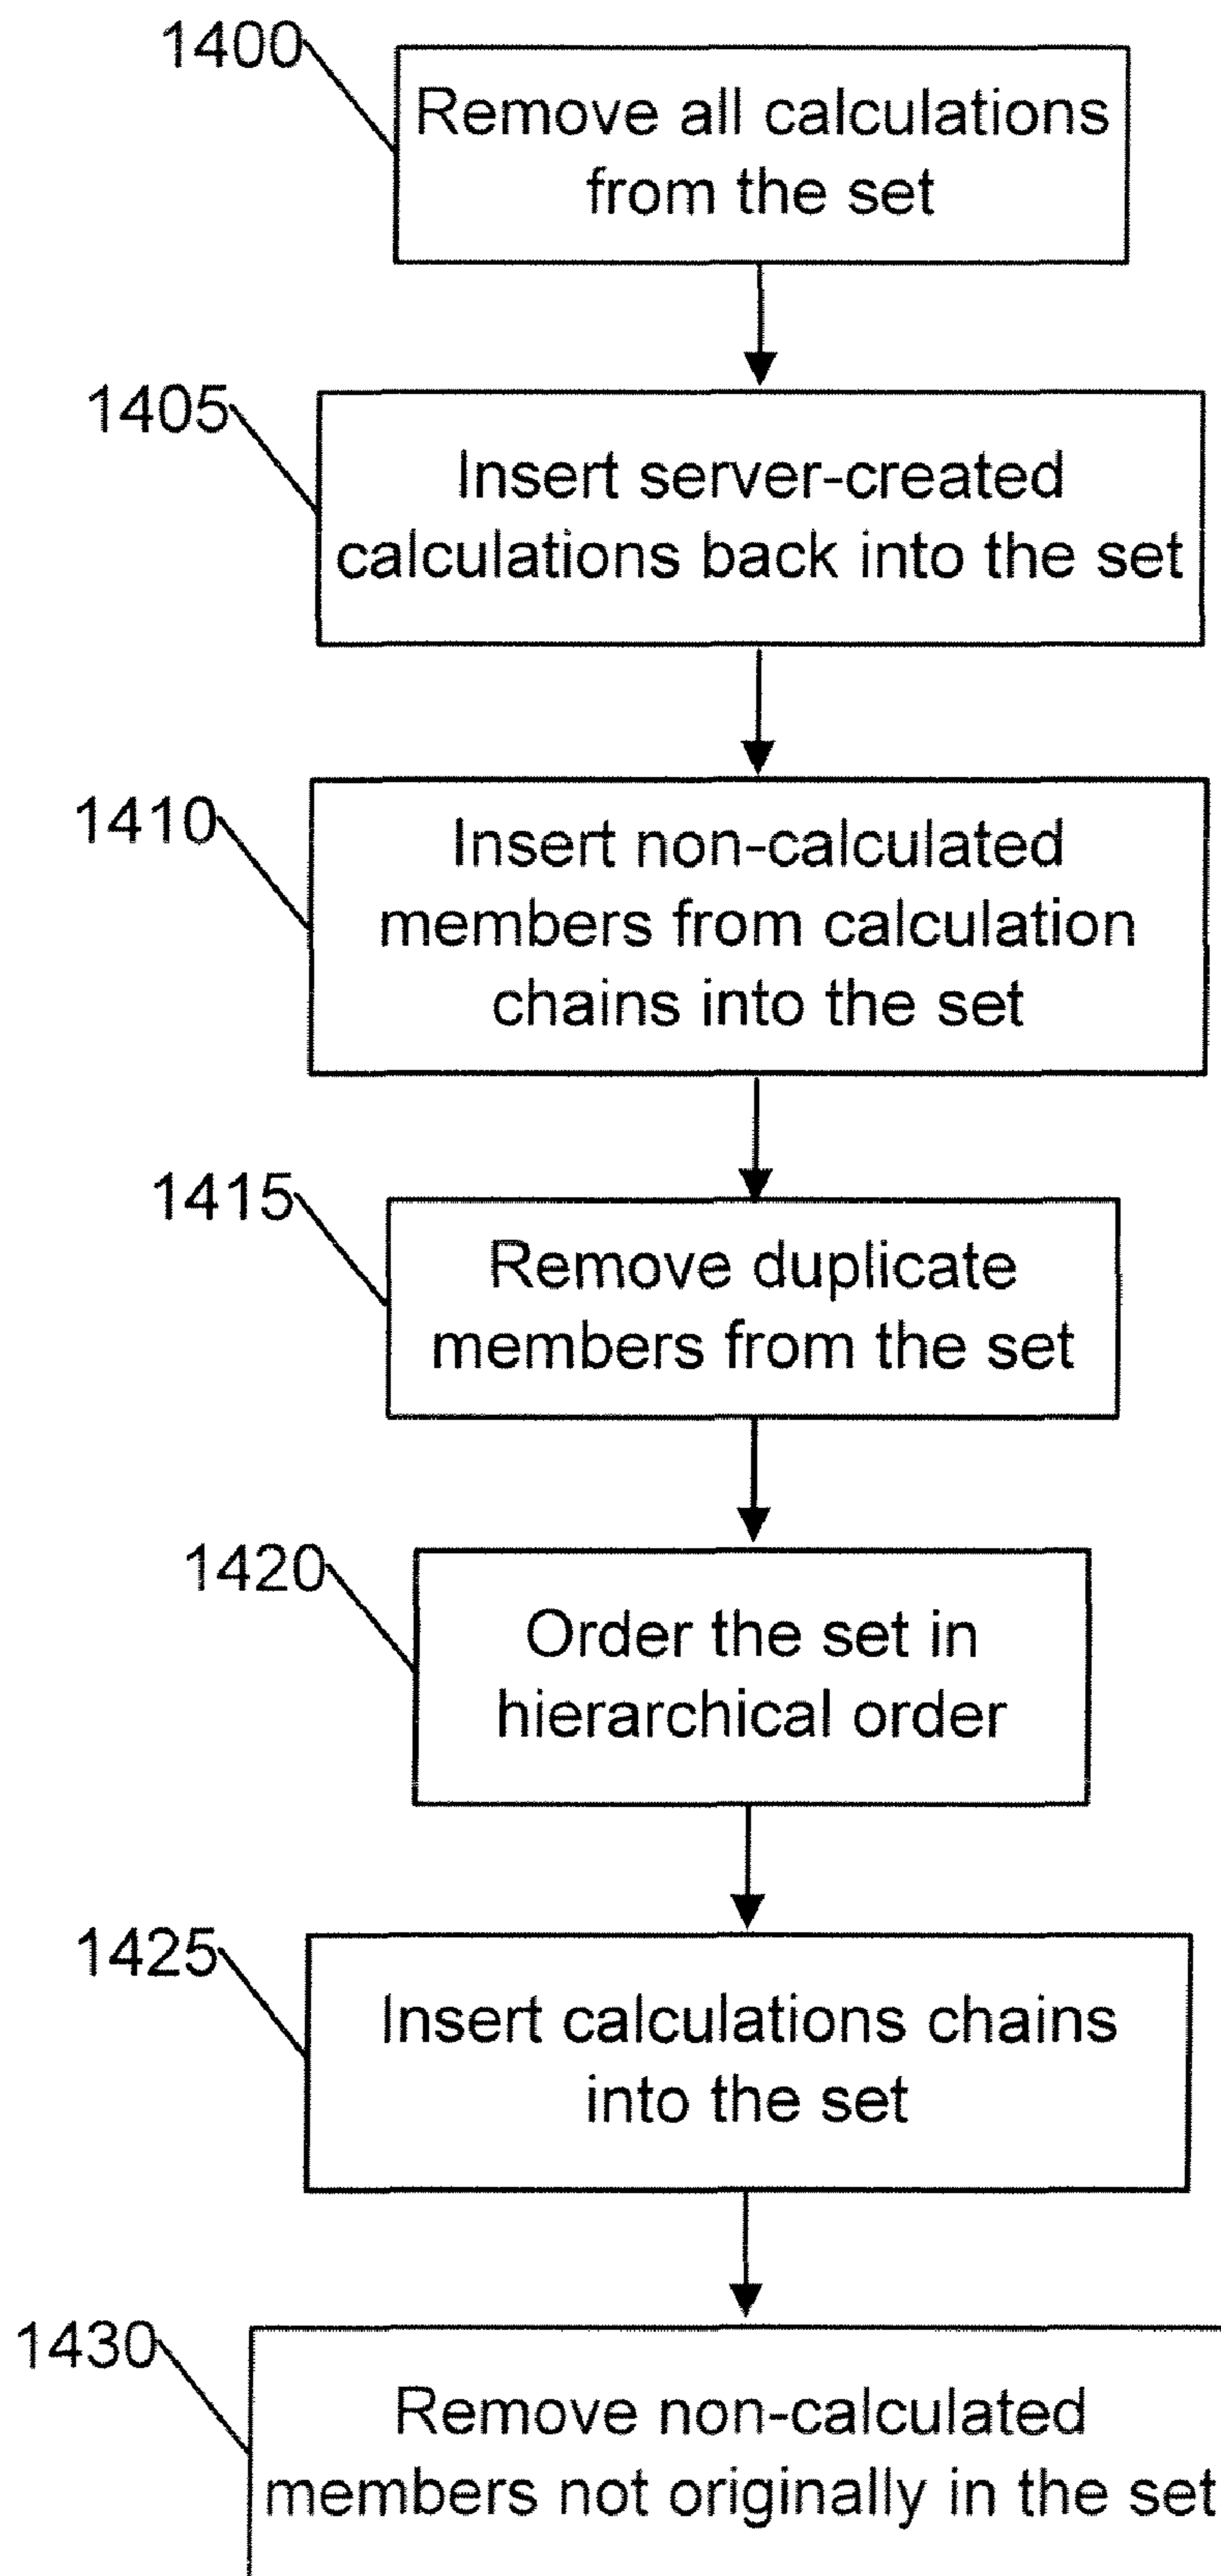 1400
Remove all calculations
from the set
1405
Insert server-created
calculations back into the set
1410
Insert non-calculated
members from calculation
chains into the set
1415
Remove duplicate
members from the set
1420
Order the set in
hierarchical order
1425
Insert calculations chains
into the set
1430
Remove non-calculated
members not originally in the set